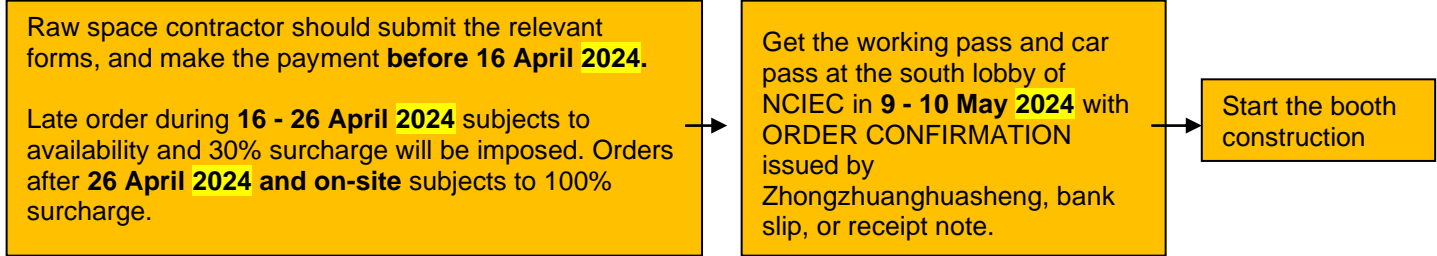 Raw space contractor should submit the relevant
forms, and make the payment before 16 April 2024.
Late order during 16 - 26 April 2024 subjects to
availability and 30% surcharge will be imposed. Orders
after 26 April 2024 and on-site subjects to 100%
surcharge.
Get the working pass and car
pass at the south lobby of
NCIEC in 9 - 10 May 2024 with
ORDER CONFIRMATION
issued by
Zhongzhuanghuasheng, bank
slip, or receipt note.
Start the booth
construction